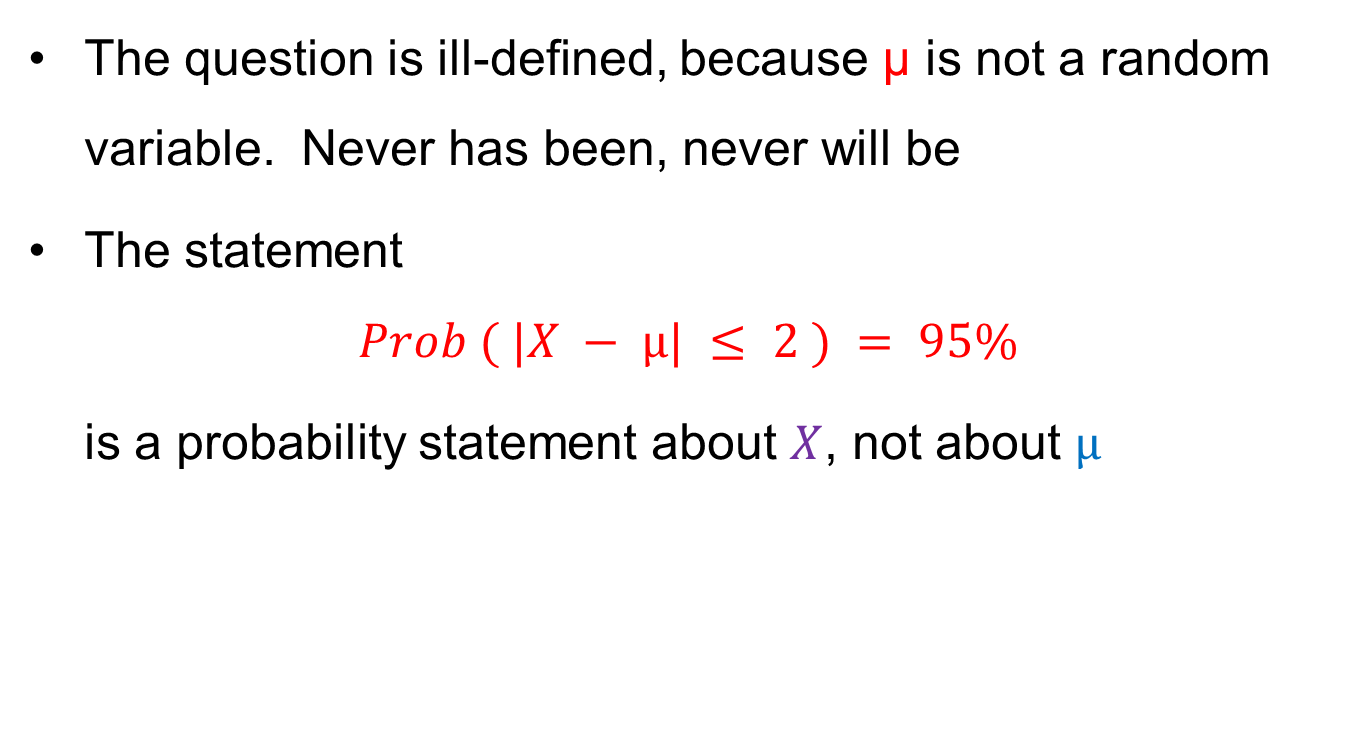 • The question is ill-defined, because μ is not a random
variable.  Never has been, never will be
• The statement
Prob ( |X − μ| ≤ 2 ) = 95%
is a probability statement about X, not about μ